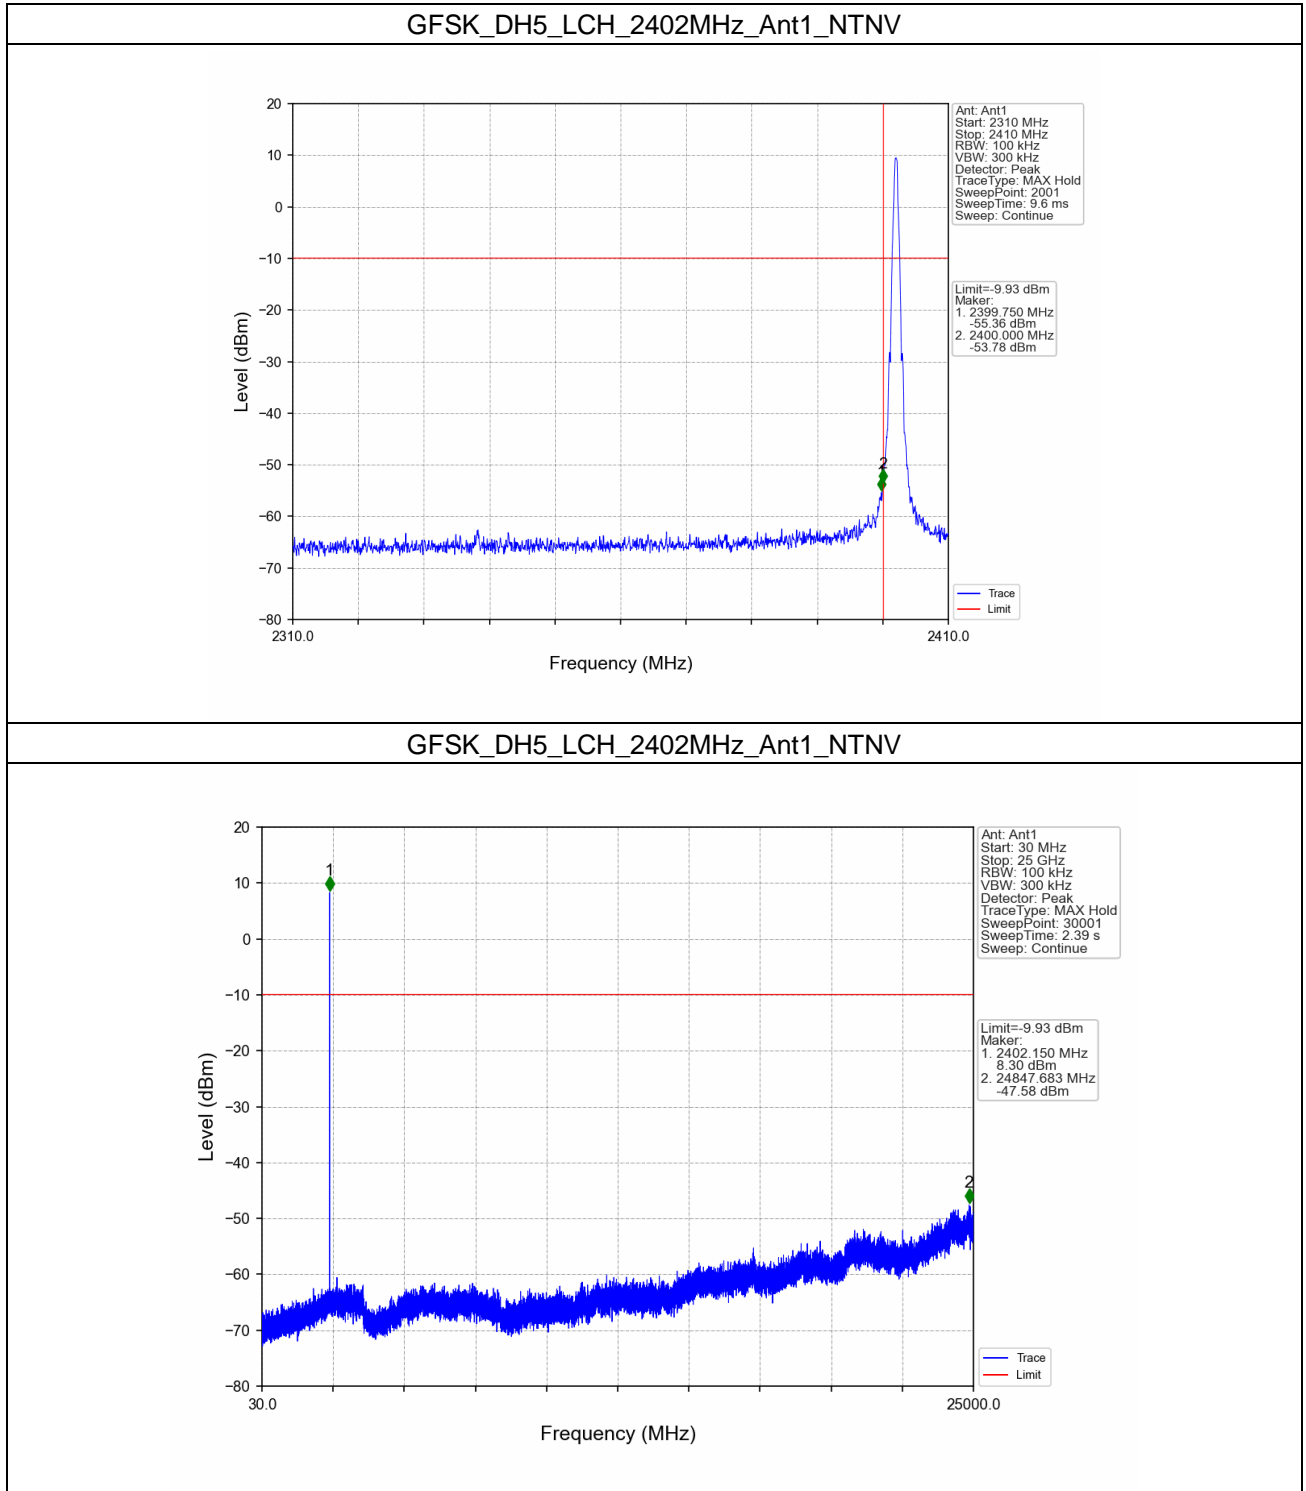 GFSK_DH5_LCH_2402MHz_Ant1_NTNV
20
10
0
−10
−20
−30
−40
−50
−60
−70
−80
Level (dBm)
2310.0
2410.0
Frequency (MHz)
2
Ant: Ant1
Start: 2310 MHz
Stop: 2410 MHz
RBW: 100 kHz
VBW: 300 kHz
Detector: Peak
TraceType: MAX Hold
SweepPoint: 2001
SweepTime: 9.6 ms
Sweep: Continue
Limit=-9.93 dBm
Maker:
1. 2399.750 MHz
-55.36 dBm
2. 2400.000 MHz
-53.78 dBm
Trace
Limit
GFSK_DH5_LCH_2402MHz_Ant1_NTNV
20
10
0
−10
−20
−30
−40
−50
−60
−70
−80
Level (dBm)
30.0
25000.0
Frequency (MHz)
1
2
Ant: Ant1
Start: 30 MHz
Stop: 25 GHz
RBW: 100 kHz
VBW: 300 kHz
Detector: Peak
TraceType: MAX Hold
SweepPoint: 30001
SweepTime: 2.39 s
Sweep: Continue
Limit=-9.93 dBm
Maker:
1. 2402.150 MHz
8.30 dBm
2. 24847.683 MHz
-47.58 dBm
Trace
Limit